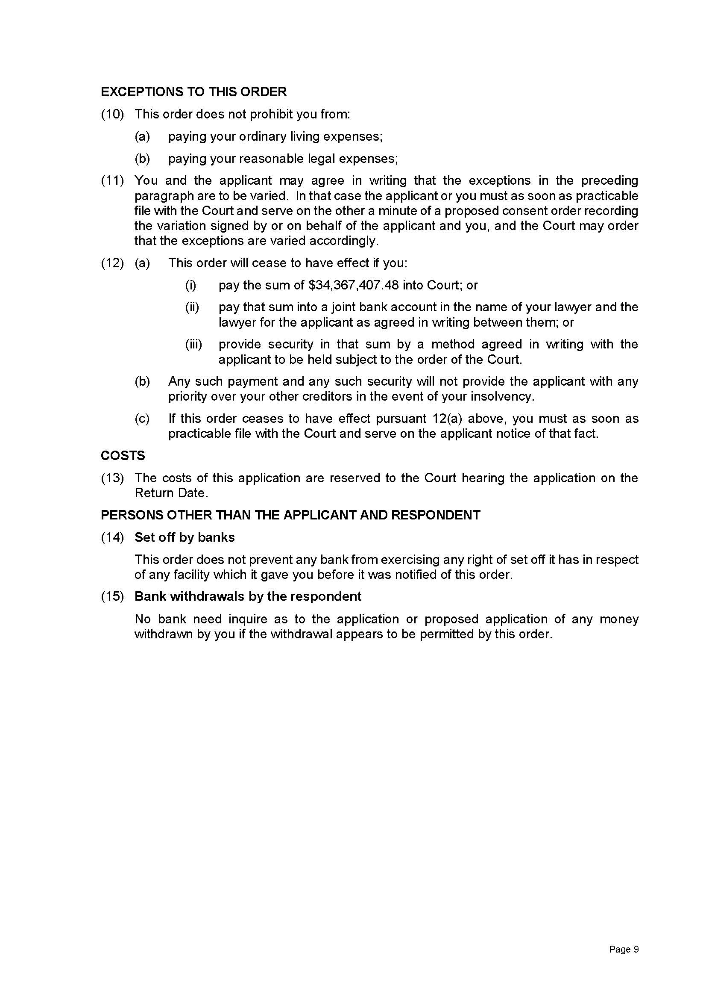 EXCEPTIONS TO THIS ORDER
(10) This order does not prohibit you from:
(a) paying your ordinary living expenses;
(b) paying your reasonable legal expenses;
(11) You and the applicant may agree in writing that the exceptions in the preceding
paragraph are to be varied. In that case the applicant or you must as soon as practicable
file with the Court and serve on the other a minute of a proposed consent order recording
the variation signed by or on behalf of the applicant and you, and the Court may order
that the exceptions are varied accordingly.
(12) (a) This order will cease to have effect if you:
(i) pay the sum of $34,367,407.48 into Court; or
(ii) pay that sum into a joint bank account in the name of your lawyer and the
lawyer for the applicant as agreed in writing between them; or
(iii) provide security in that sum by a method agreed in writing with the
applicant to be held subject to the order of the Court.
(b) Any such payment and any such security will not provide the applicant with any
priority over your other creditors in the event of your insolvency.
(c) If this order ceases to have effect pursuant 12(a) above, you must as soon as
practicable file with the Court and serve on the applicant notice of that fact.
COSTS
(13) The costs of this application are reserved to the Court hearing the application on the
Return Date.
PERSONS OTHER THAN THE APPLICANT AND RESPONDENT
(14) Set off by banks
This order does not prevent any bank from exercising any right of set off it has in respect
of any facility which it gave you before it was notified of this order.
(15) Bank withdrawals by the respondent
No bank need inquire as to the application or proposed application of any money
withdrawn by you if the withdrawal appears to be permitted by this order.
Page 9